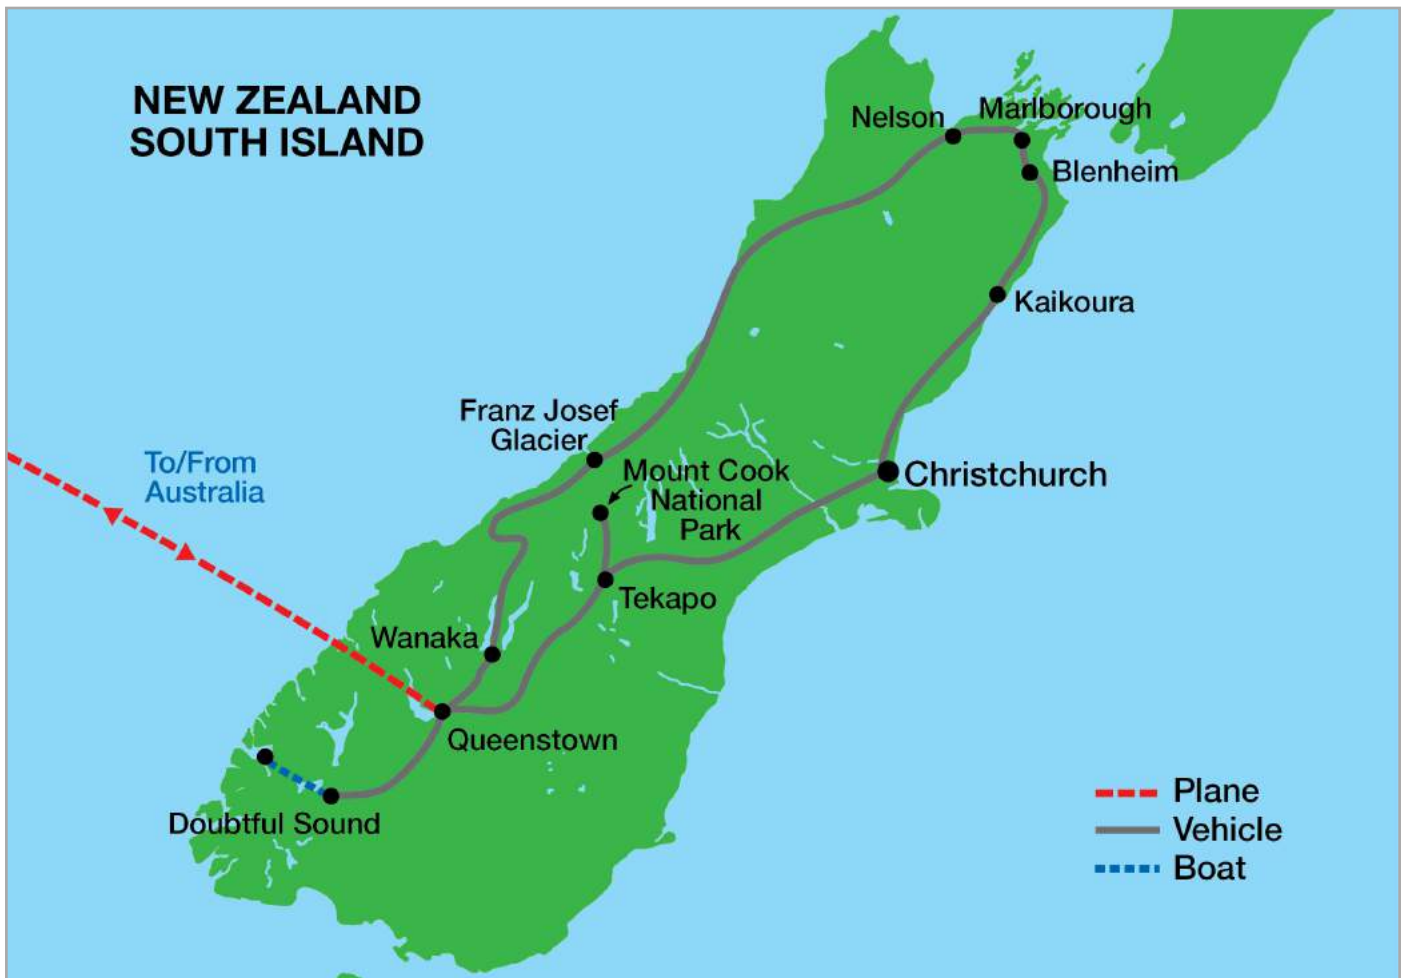 NEW ZEALAND
SOUTH ISLAND
Nelson
Marlborough
Blenheim
Kaikoura
Franz Josef
Glacier
To/From
Australia
Mount Cook
National
Park
Christchurch
Tekapo
Wanaka
Queenstown
Doubtful Sound
Plane
Vehicle
Boat